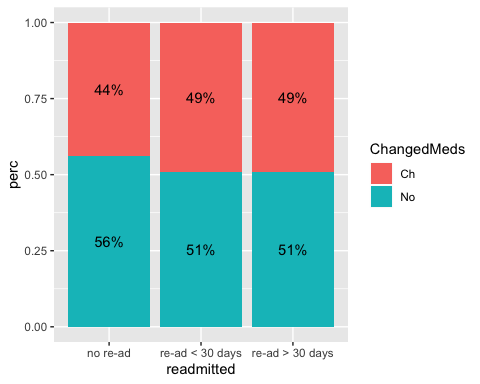 1.00
0.75
0.50
0.25
0.00
perc
44%
49%
49%
56%
51%
51%
no re-ad
re-ad < 30 days
re-ad > 30 days
readmitted
ChangedMeds
Ch
No